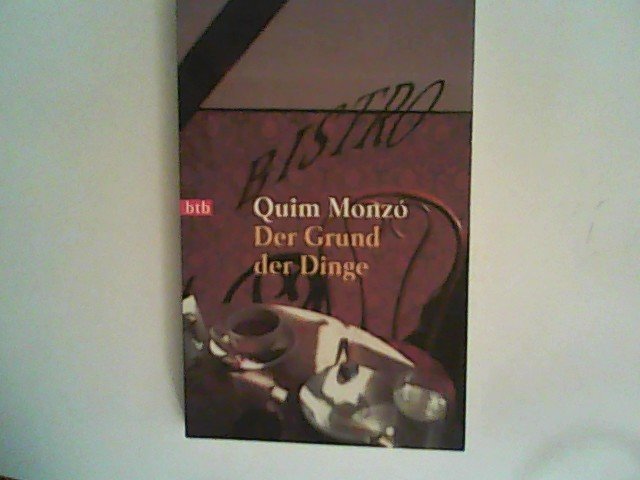 BISTRO
btb
Quim Monzó
Der Grund
der Dinge